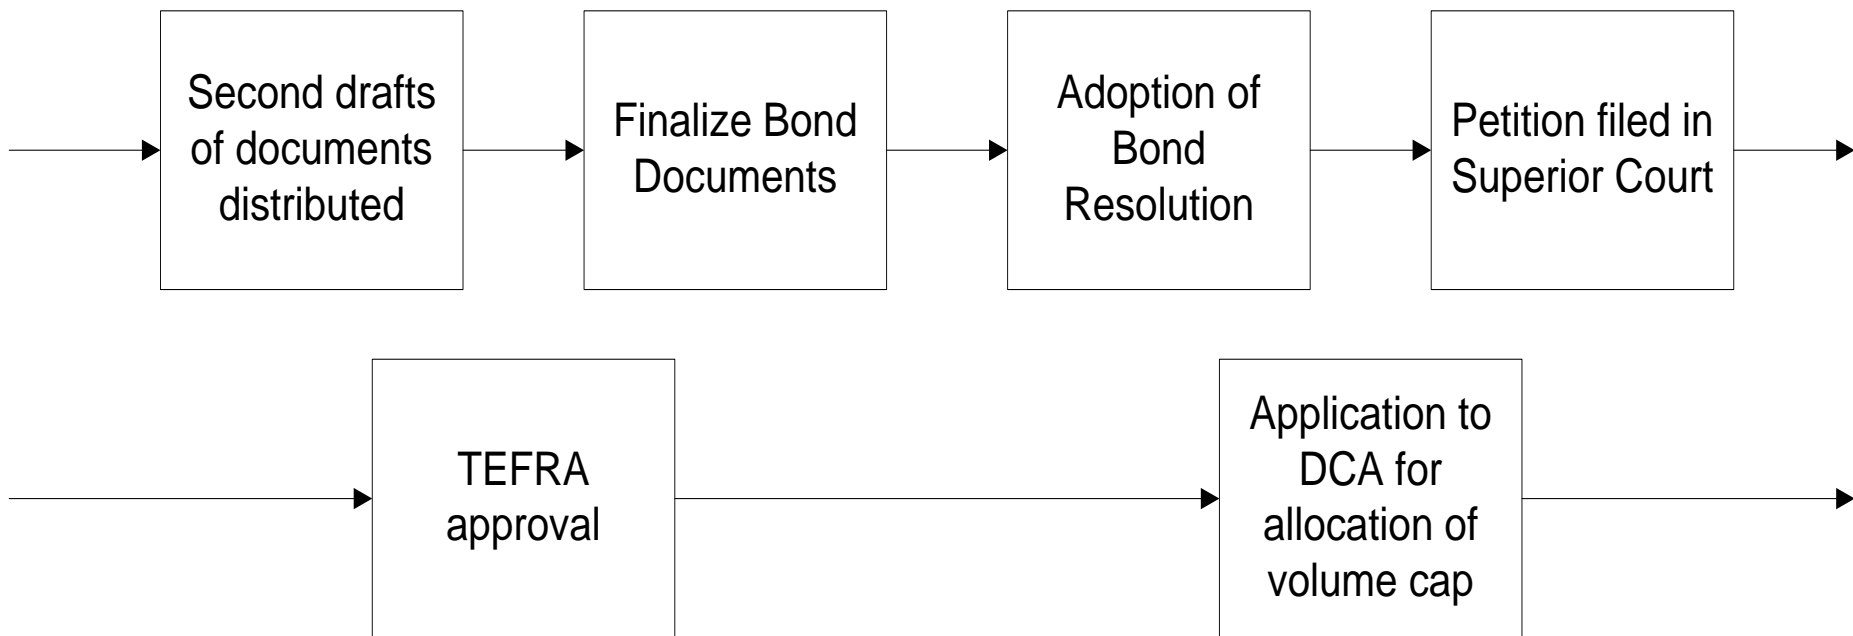 Second drafts
of documents
distributed
Finalize Bond
Documents
Adoption of
Bond
Resolution
Petition filed in
Superior Court
TEFRA
approval
Application to
DCA for
allocation of
volume cap